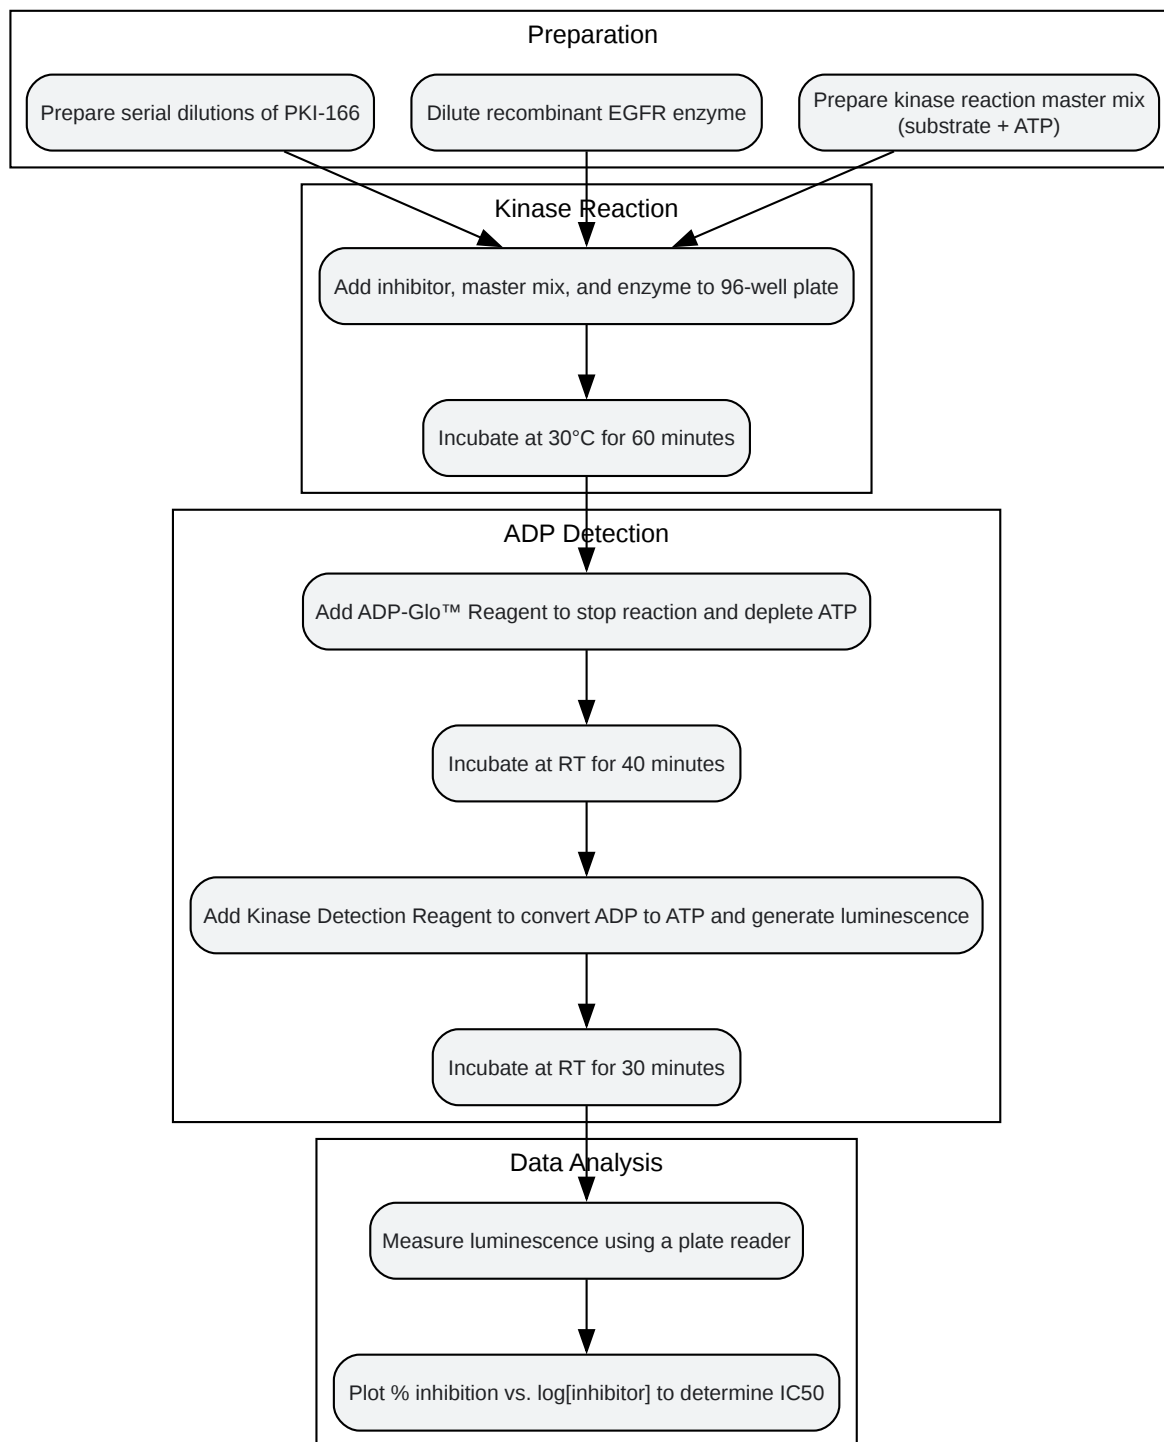 Preparation
Prepare serial dilutions of PKI-166
Dilute recombinant EGFR enzyme
Prepare kinase reaction master mix
(substrate + ATP)
Kinase Reaction
Add inhibitor, master mix, and enzyme to 96-well plate
Incubate at 30°C for 60 minutes
ADP Detection
Add ADP-Glo™ Reagent to stop reaction and deplete ATP
Incubate at RT for 40 minutes
Add Kinase Detection Reagent to convert ADP to ATP and generate luminescence
Incubate at RT for 30 minutes
Data Analysis
Measure luminescence using a plate reader
Plot % inhibition vs. log[inhibitor] to determine IC50